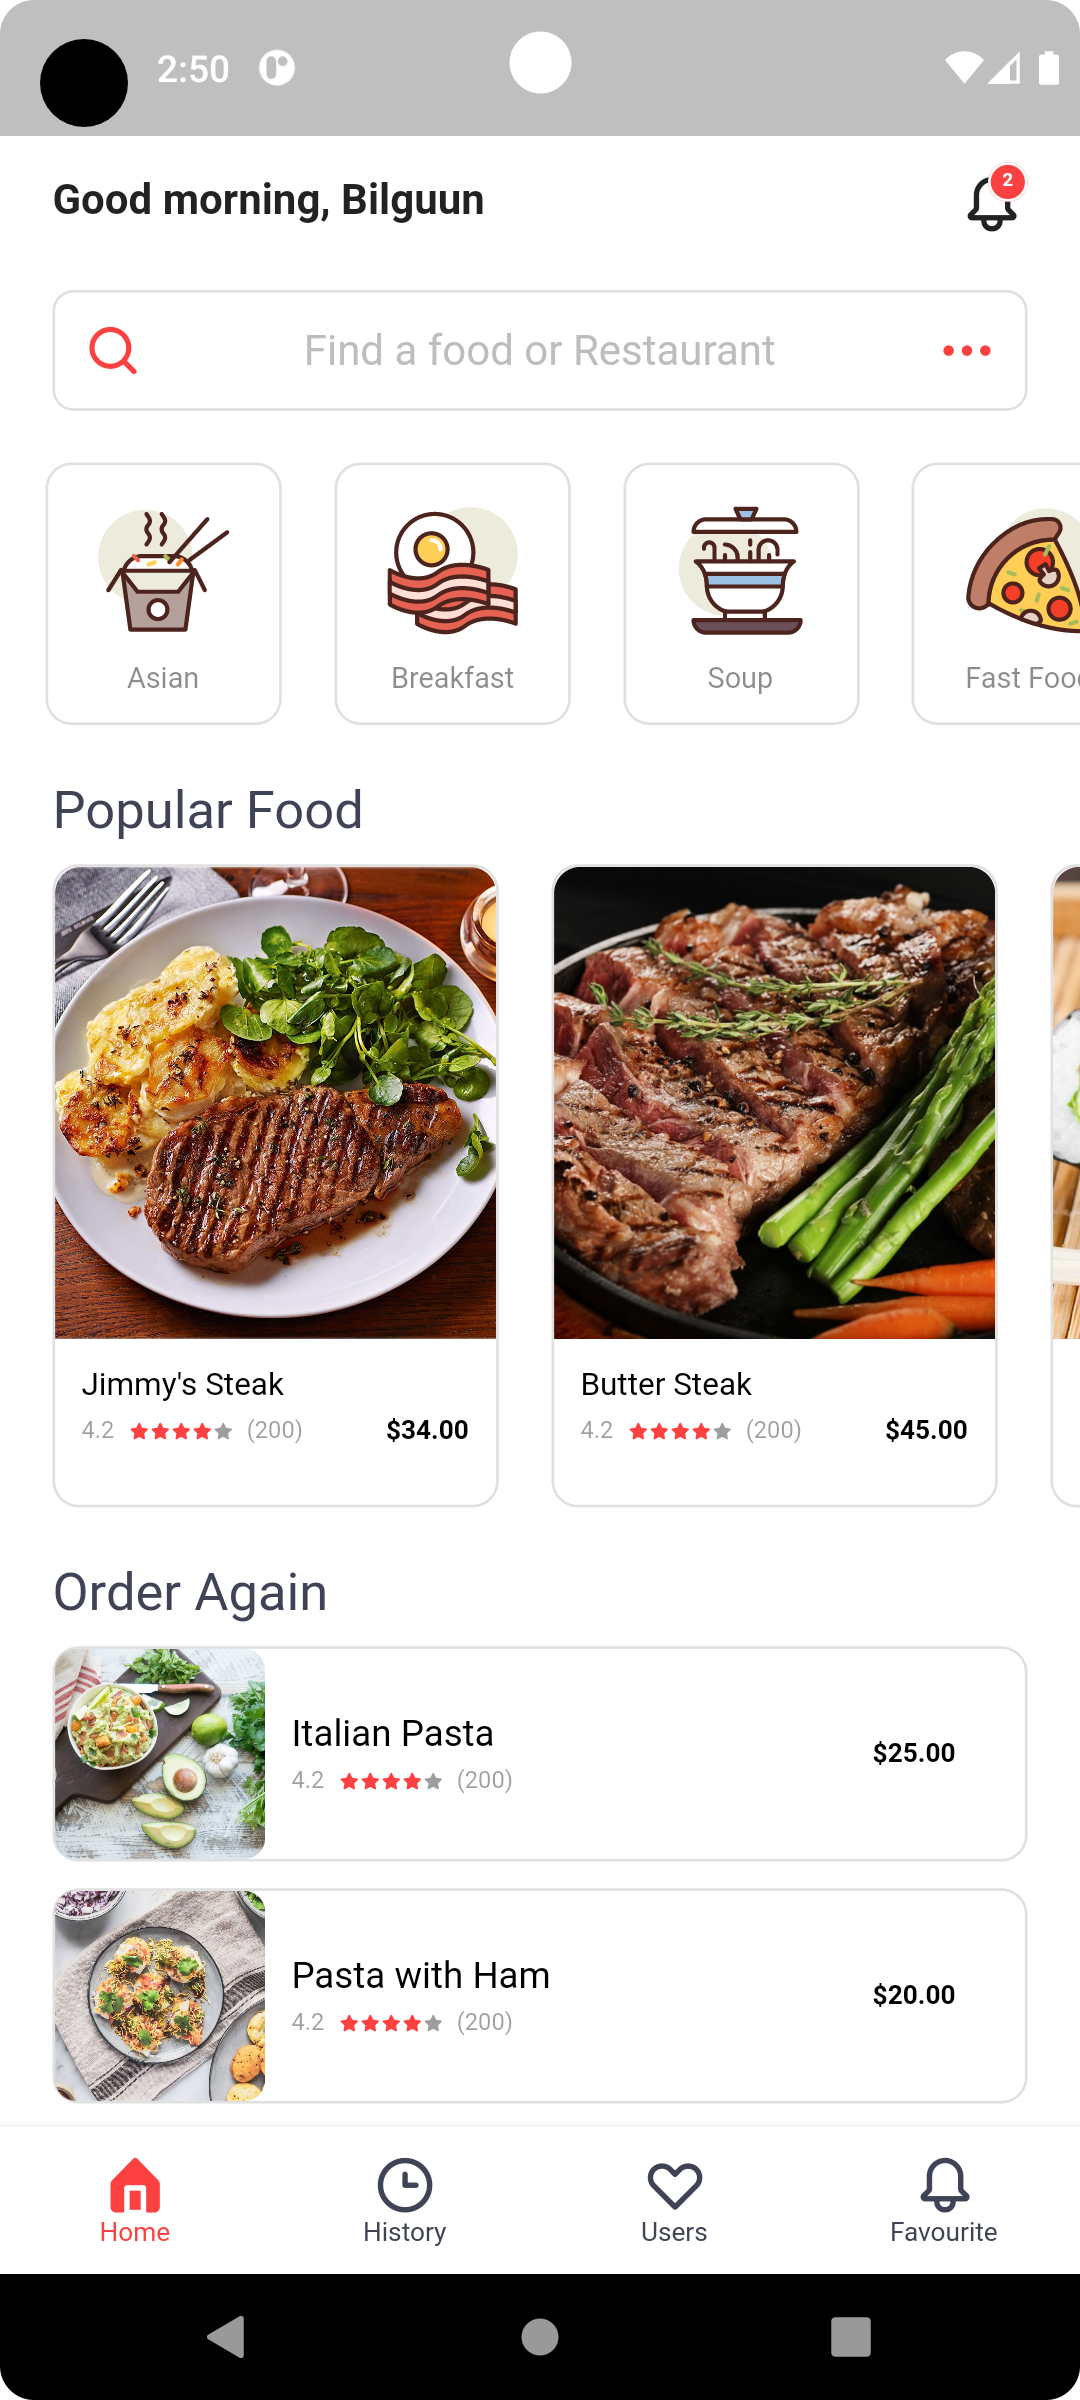 2:50
Good morning, Bilguun
2
Find a food or Restaurant
Asian
Breakfast
Soup
Fast Food
Popular Food
Jimmy's Steak
4.2 (200) $34.00
Butter Steak
4.2 (200) $45.00
Order Again
Italian Pasta
4.2 (200)
$25.00
Pasta with Ham
4.2 (200)
$20.00
Home
History
Users
Favourite